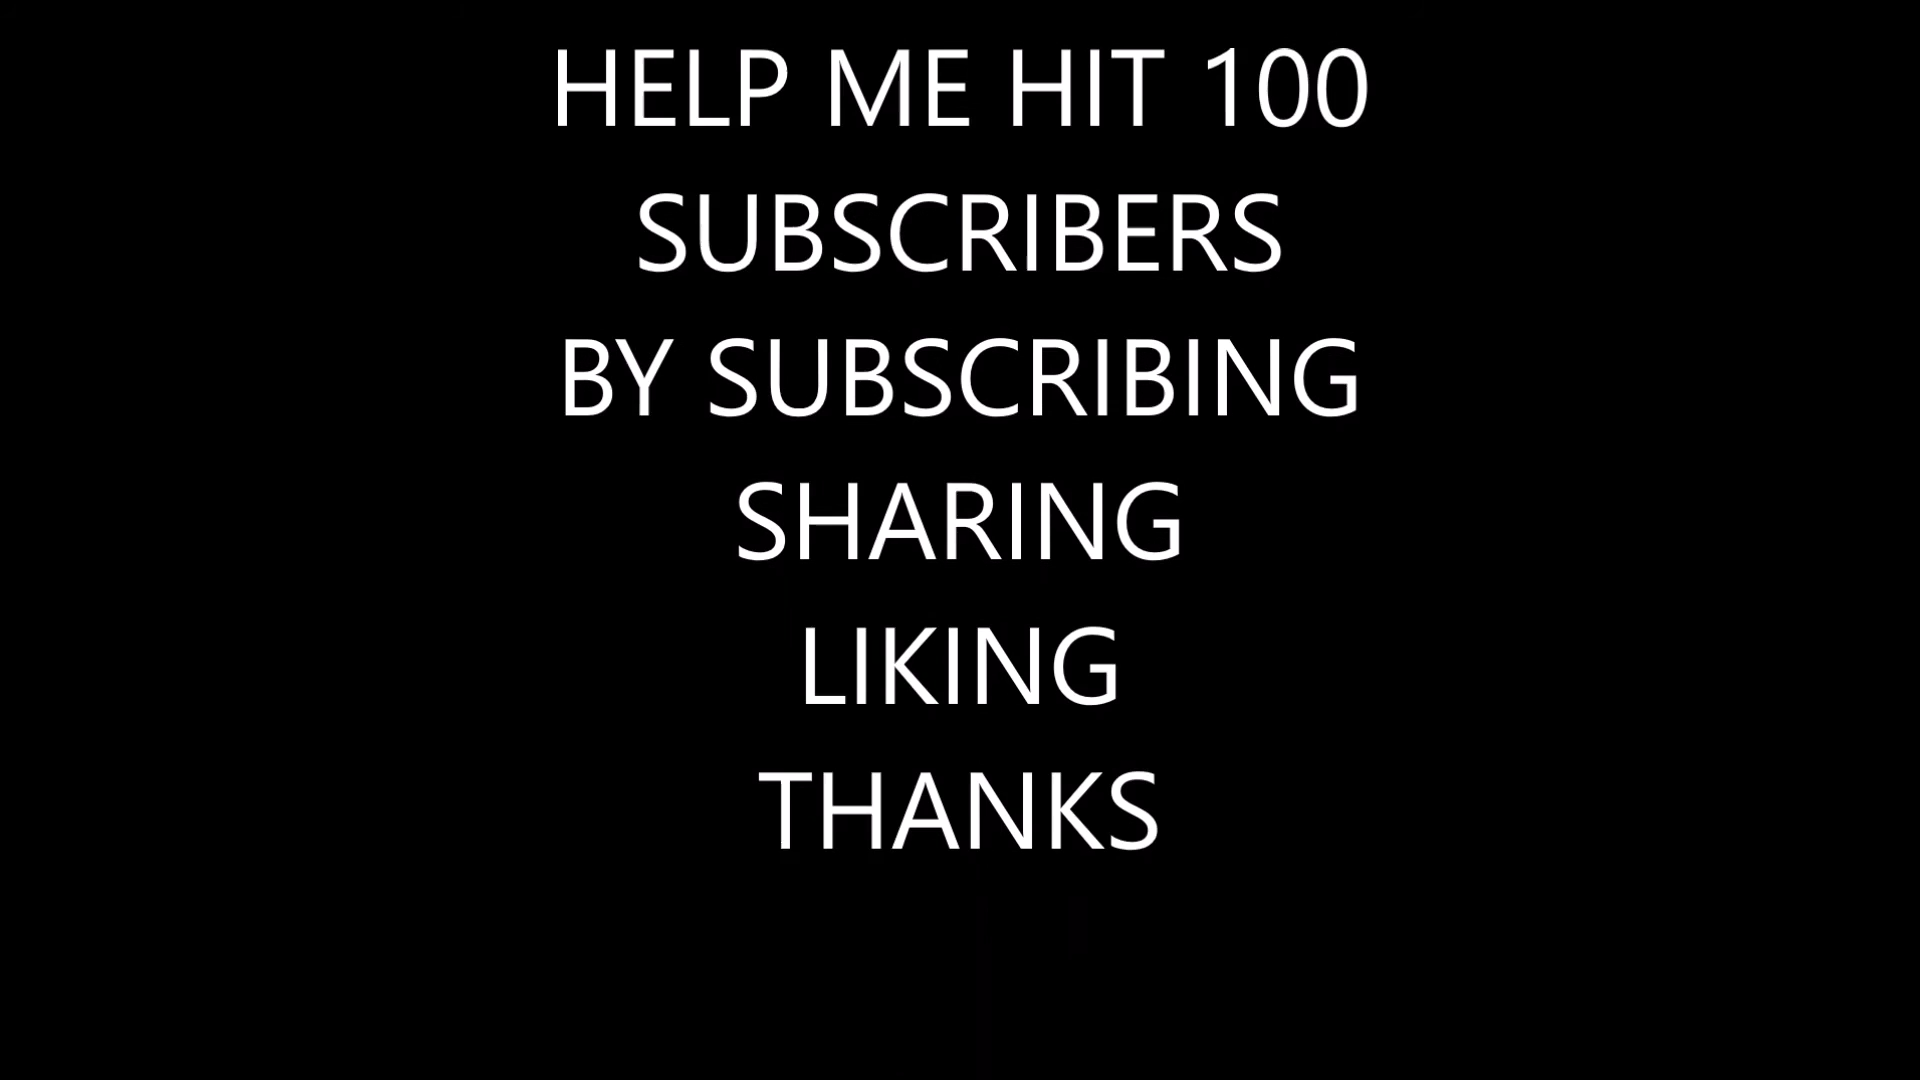 HELP ME HIT 100
SUBSCRIBERS
BY SUBSCRIBING
SHARING
LIKING
THANKS